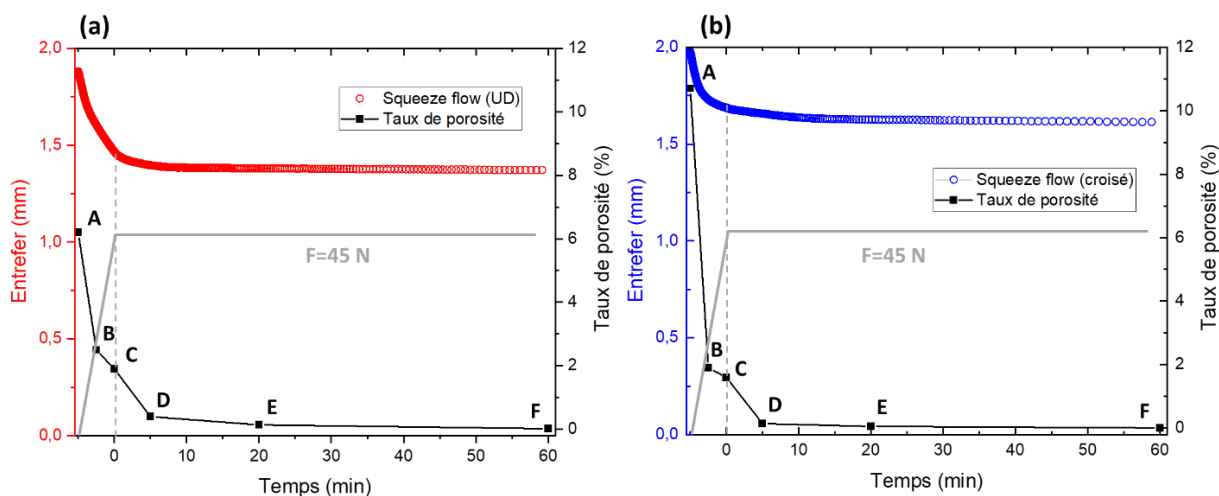 (a)
2,0
1,5
1,0
0,5
0,0
Entrefer (mm)
12
10
8
6
4
2
0
Taux de porosité (%)
Squeeze flow (UD)
Taux de porosité
A
B
C
D
E
F
F=45 N
0
10
20
30
40
50
60
Temps (min)
(b)
2,0
1,5
1,0
0,5
0,0
Entrefer (mm)
12
10
8
6
4
2
0
Taux de porosité (%)
A
Squeeze flow (croisé)
Taux de porosité
F=45 N
B
C
D
E
F
0
10
20
30
40
50
60
Temps (min)